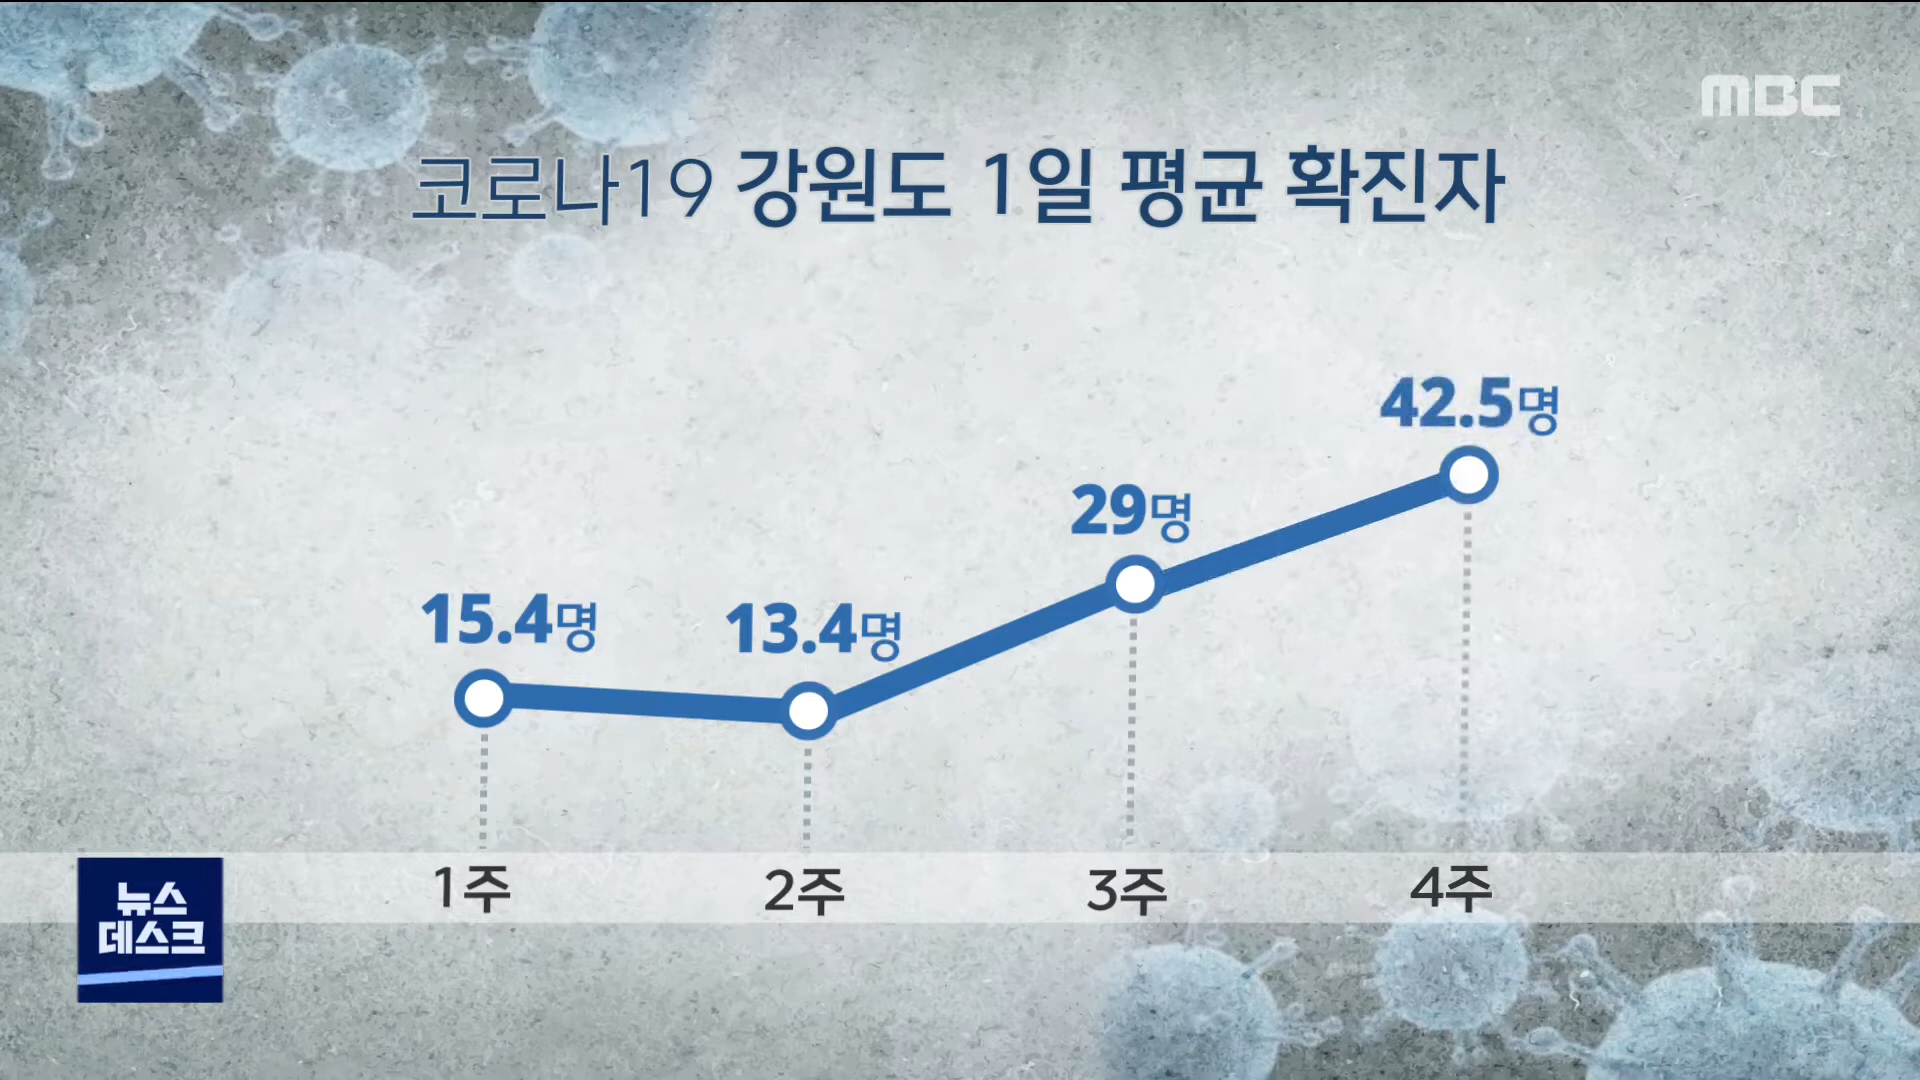 MBC
코로나19 강원도 1일 평균 확진자
42.5명
29명
15.4명
13.4명
1주 2주 3주 4주
뉴스
데스크